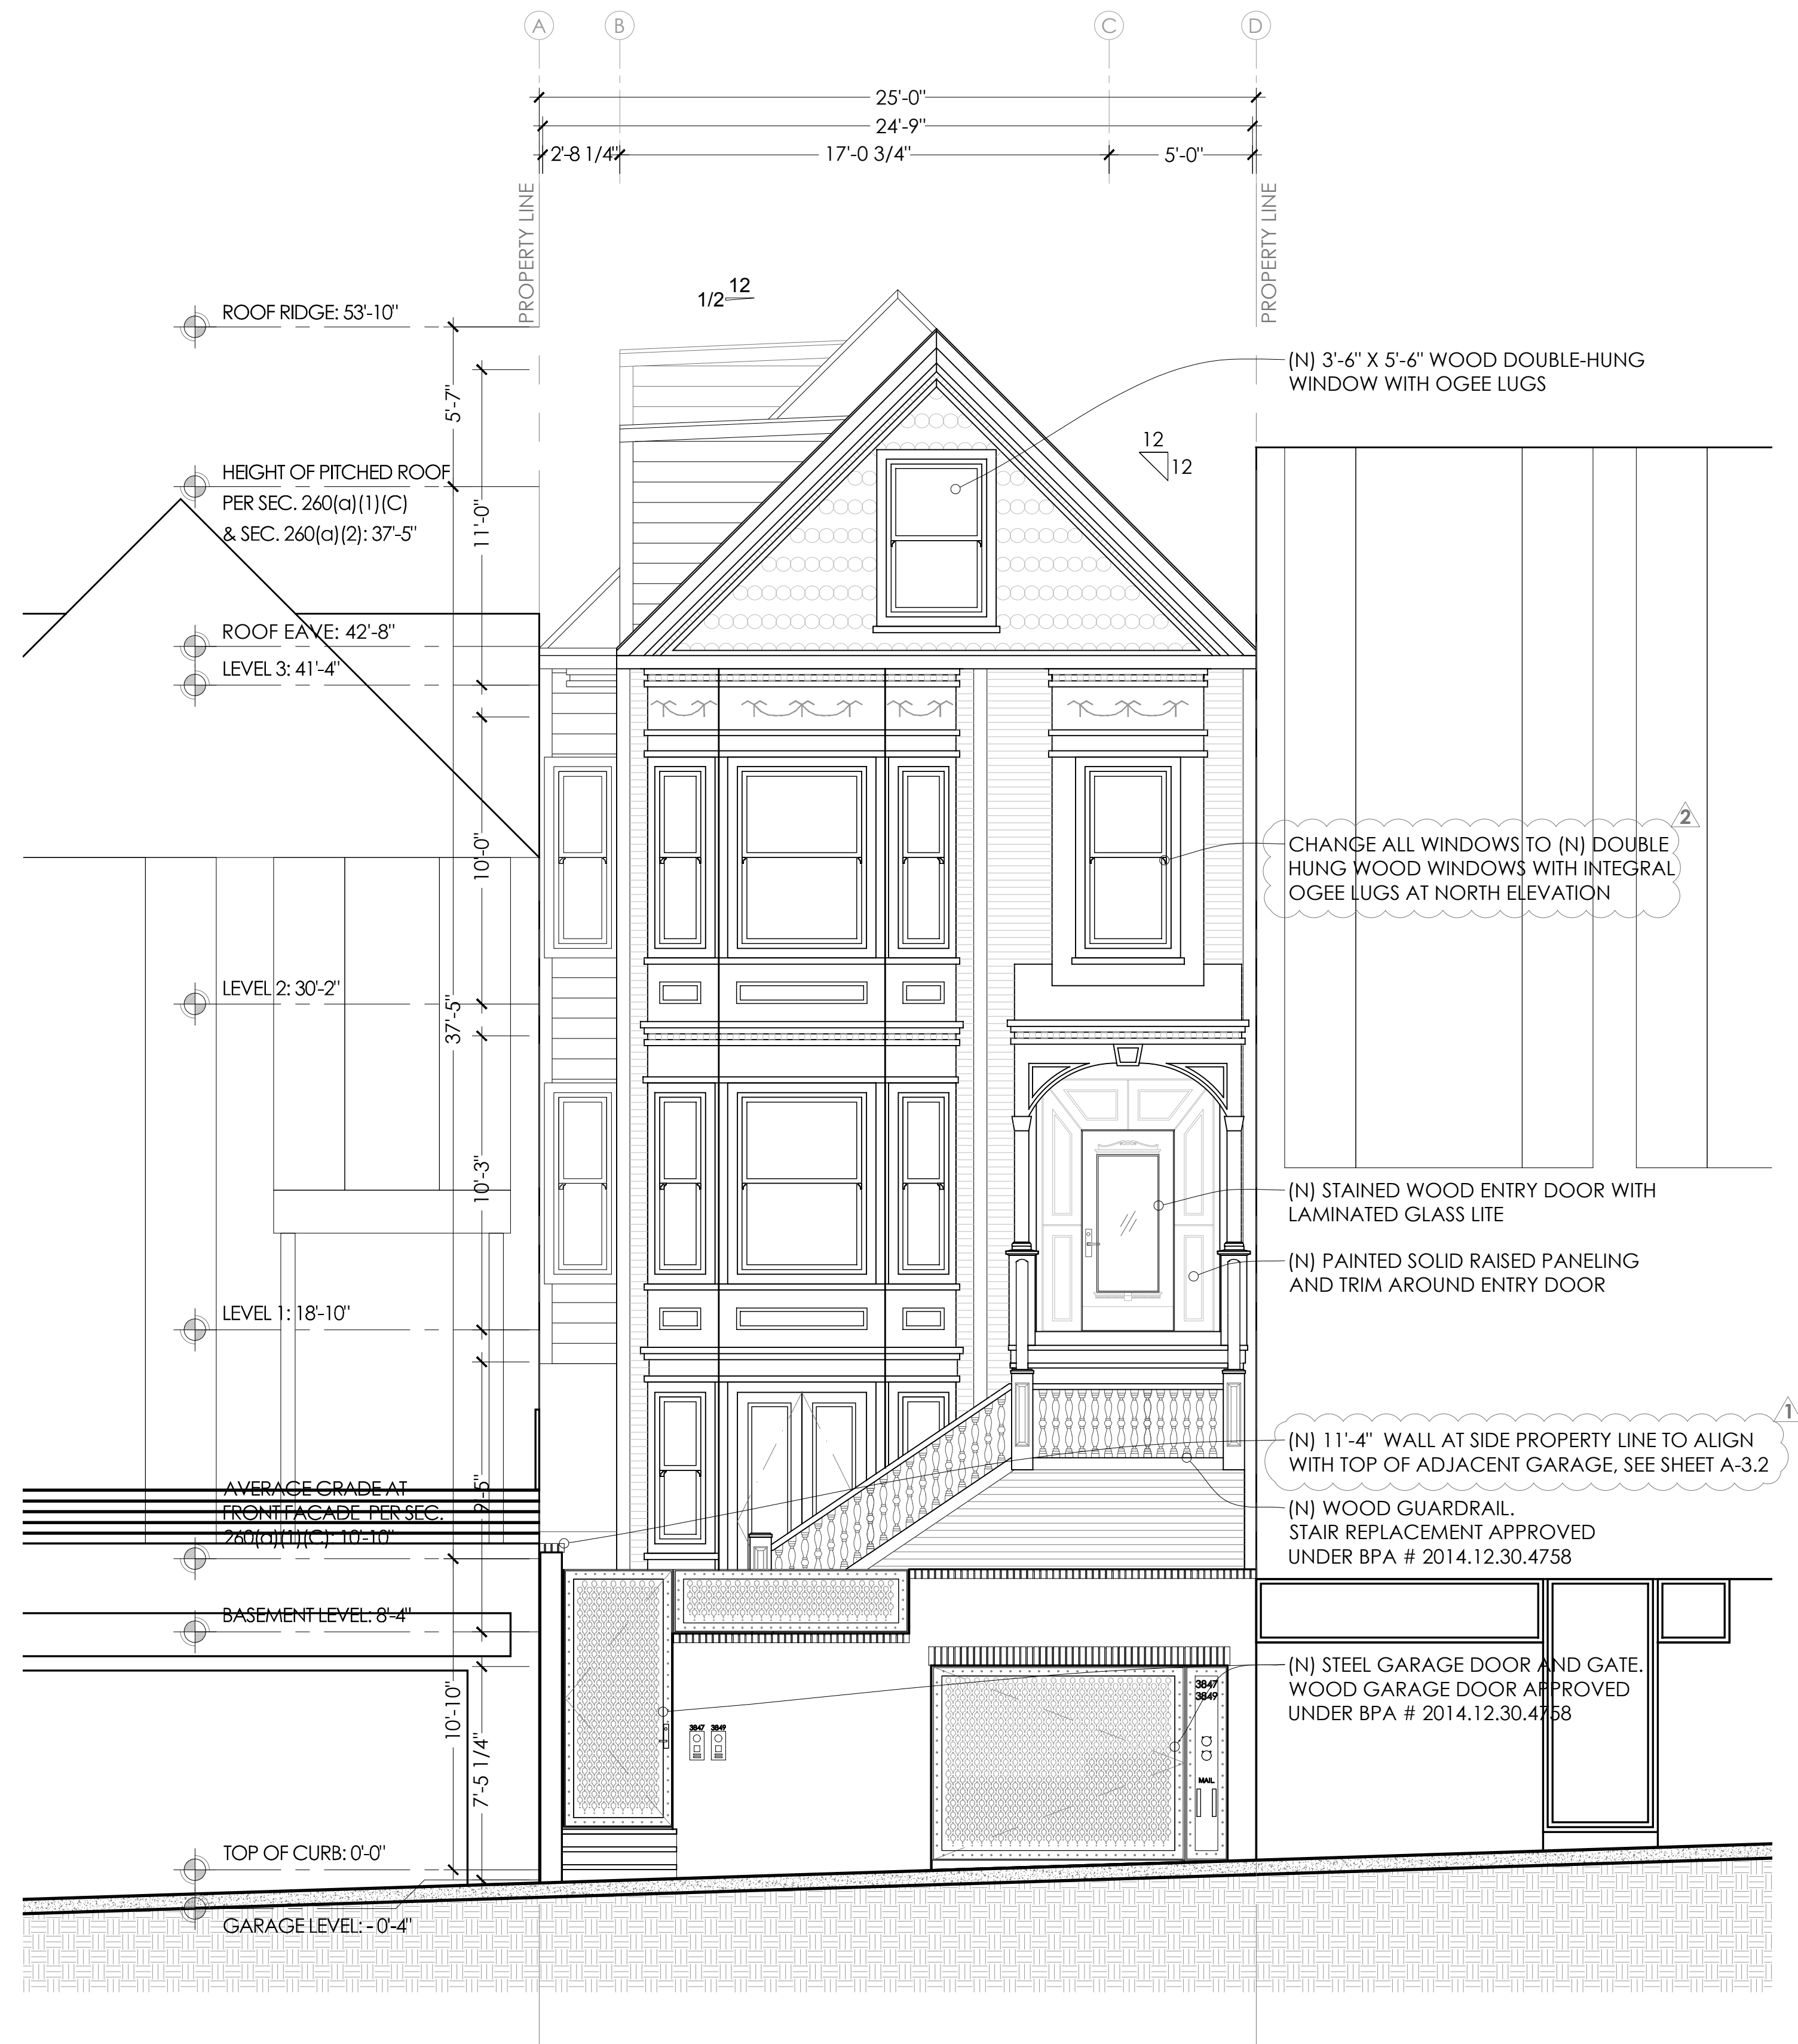 A
B
C
D
25'-0"
24'-9"
2'-8 1/4"
17'-0 3/4"
5'-0"
PROPERTY LINE
PROPERTY LINE
12
1/2
ROOF RIDGE: 53'-10"
5'-7"
(N) 3'-6" X 5'-6" WOOD DOUBLE-HUNG
WINDOW WITH OGEE LUGS
12
12
HEIGHT OF PITCHED ROOF
PER SEC. 260(a)(1)(C)
& SEC. 260(a)(2): 37'-5"
11'-0"
ROOF EAVE: 42'-8"
LEVEL 3: 41'-4"
2
CHANGE ALL WINDOWS TO (N) DOUBLE
HUNG WOOD WINDOWS WITH INTEGRAL
OGEE LUGS AT NORTH ELEVATION
10'-0"
LEVEL 2: 30'-2"
37'-5"
10'-3"
(N) STAINED WOOD ENTRY DOOR WITH
LAMINATED GLASS LITE
(N) PAINTED SOLID RAISED PANELING
AND TRIM AROUND ENTRY DOOR
LEVEL 1: 18'-10"
1
(N) 11'-4" WALL AT SIDE PROPERTY LINE TO ALIGN
WITH TOP OF ADJACENT GARAGE, SEE SHEET A-3.2
9'-5"
AVERAGE GRADE AT
FRONT FACADE PER SEC.
260(a)(1)(C): 10'-10"
(N) WOOD GUARDRAIL.
STAIR REPLACEMENT APPROVED
UNDER BPA # 2014.12.30.4758
BASEMENT LEVEL: 8'-4"
(N) STEEL GARAGE DOOR AND GATE.
WOOD GARAGE DOOR APPROVED
UNDER BPA # 2014.12.30.4758
10'-10"
7'-5 1/4"
3847 3849
3847
3849
MAIL
TOP OF CURB: 0'-0"
GARAGE LEVEL: - 0'-4"